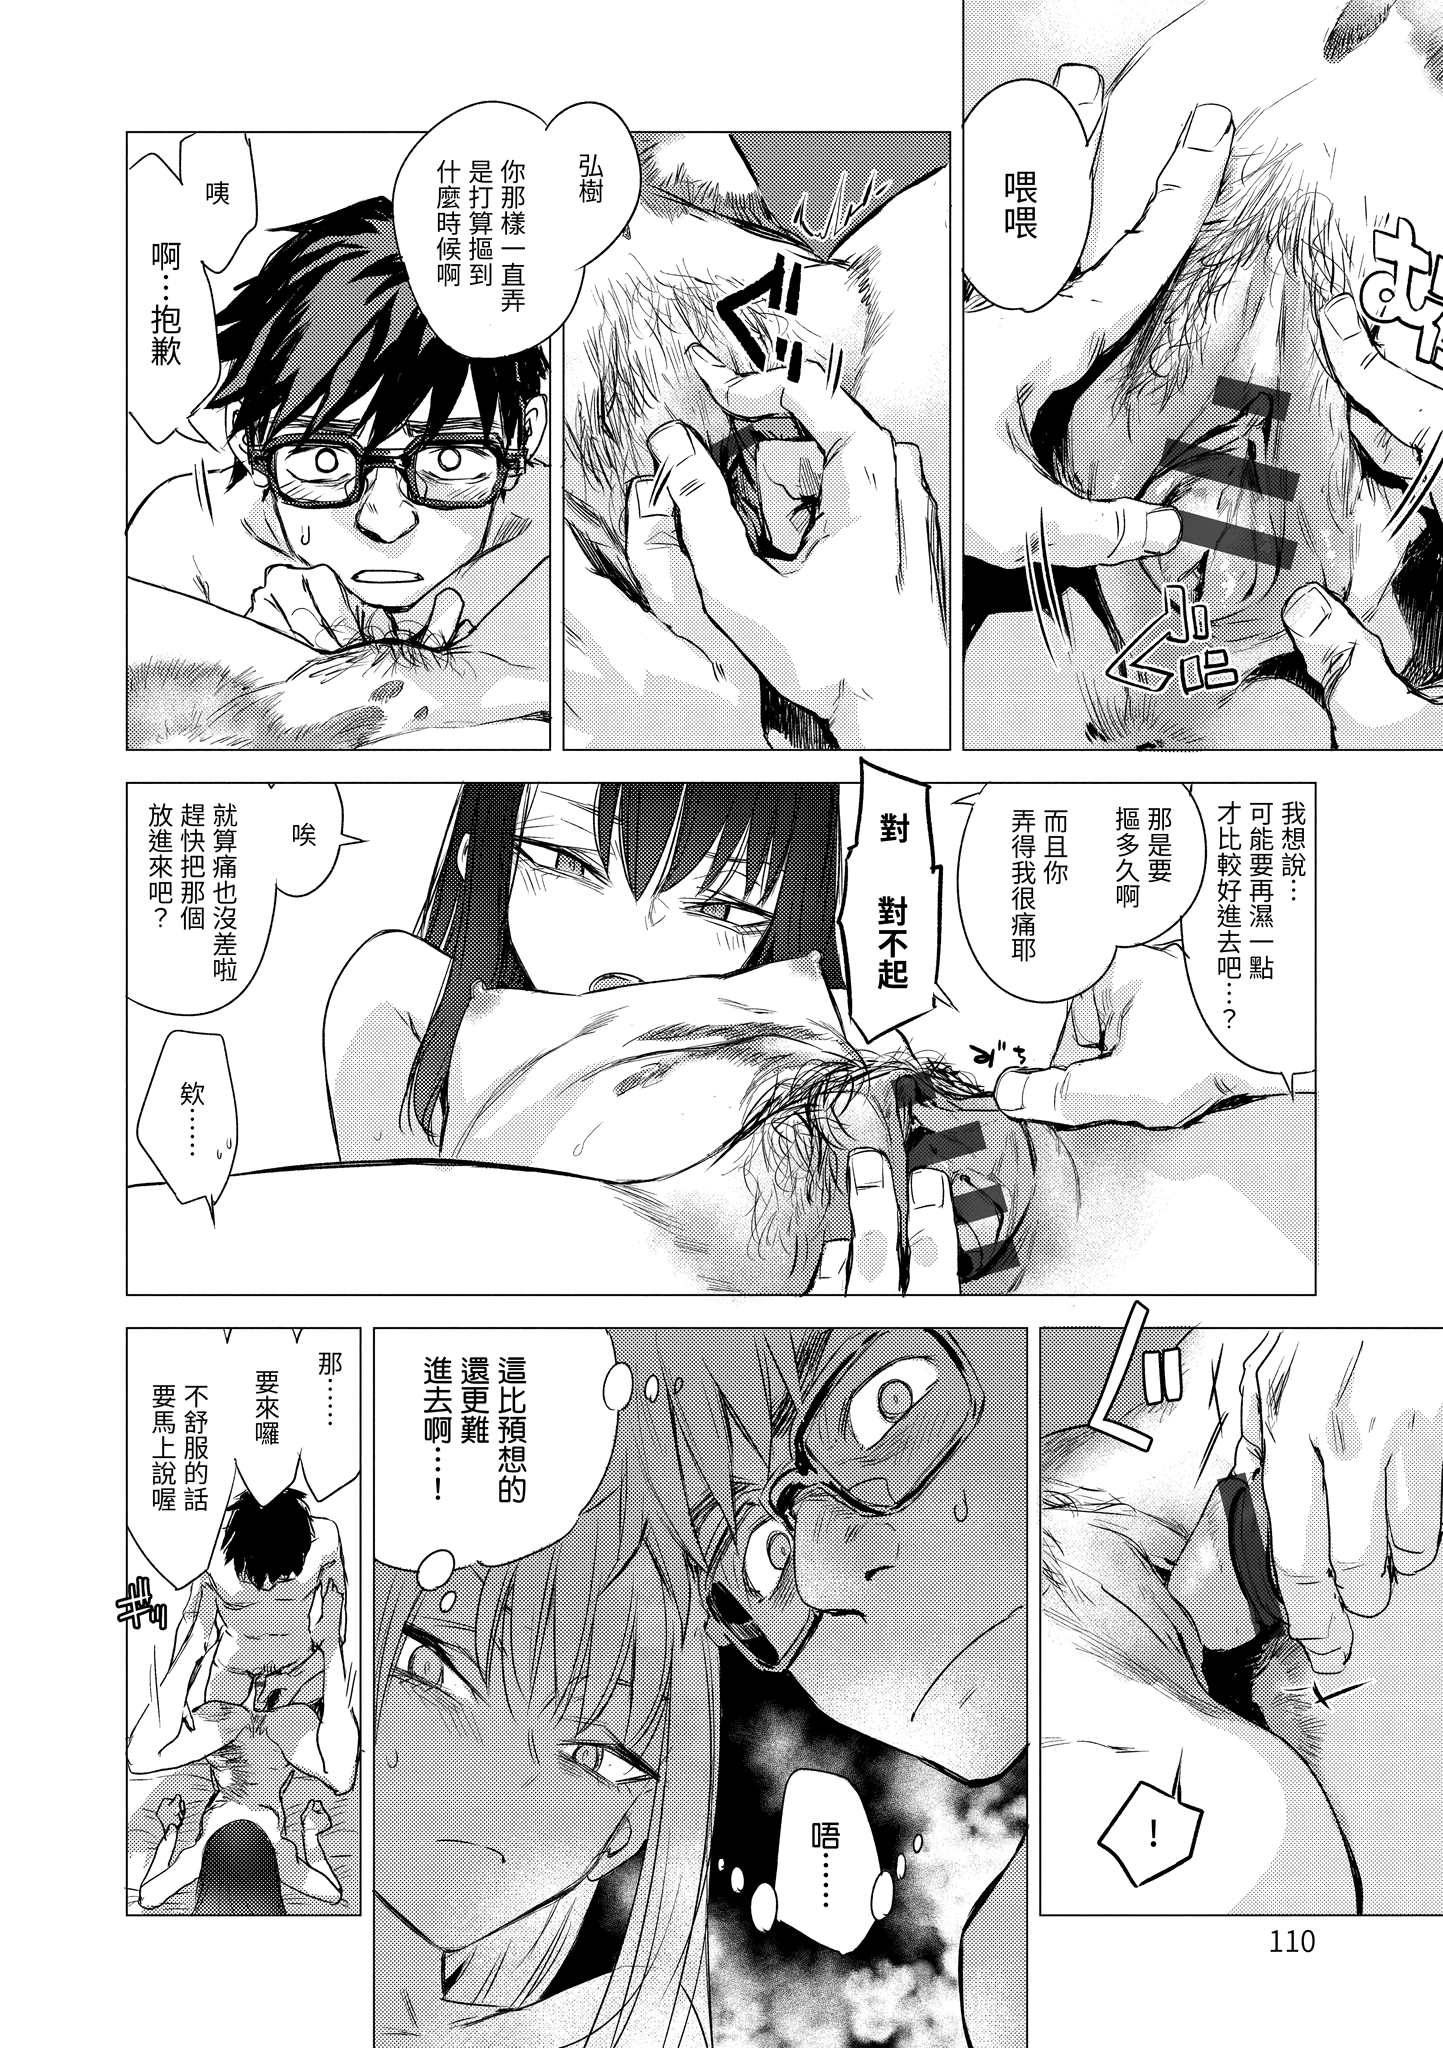 喂喂
弘樹
你那樣一直弄
是打算摳到
什麼時候啊
咦
啊…抱歉
我想說…
可能要再濕一點
才比較好進去吧…？
那是要
摳多久啊
而且你
弄得我很痛耶
對 對不起
唉
就算痛也沒差啦
趕快把那個
放進來吧？
欸……
！
這比預想的
還更難
進去啊…！
唔……
那……
要來囉
不舒服的話
要馬上說喔
110